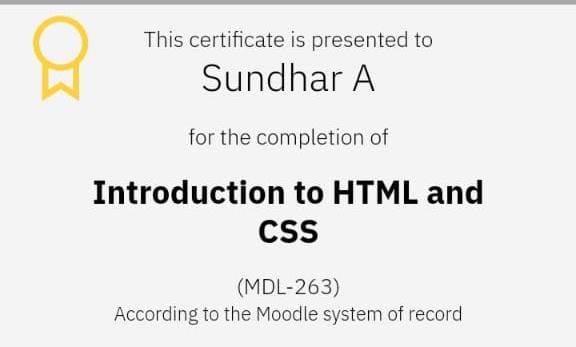 This certificate is presented to
Sundhar A
for the completion of
Introduction to HTML and
CSS
(MDL-263)
According to the Moodle system of record